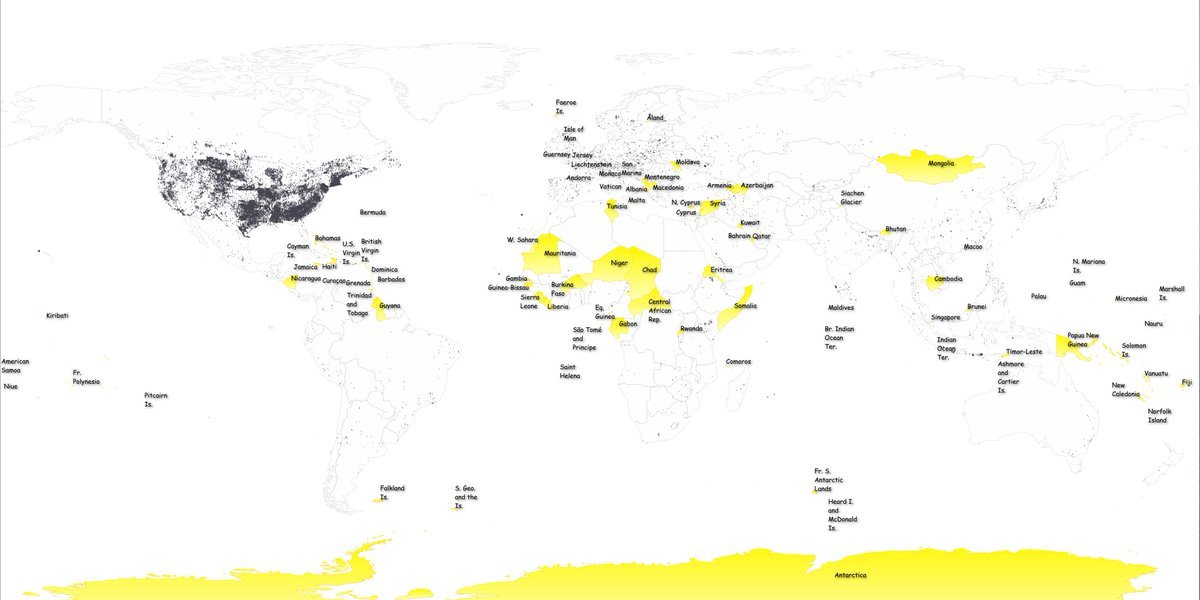 Faeroe
Is.
Åland
Isle of
Man
Guernsey
Jersey
Liechtenstein
San
Marino
Moldova
Mongolia
Monaco
Andorra
Montenegro
Vatican
Albania
Macedonia
Armenia
Azerbaijan
Siachen
Glacier
Malta
Tunisia
N. Cyprus
Cyprus
Syria
Bermuda
Kuwait
Bahrain
Qatar
Bhutan
Macao
Bahamas
Cayman
Is.
U.S.
Virgin
Is.
British
Virgin
Is.
W. Sahara
Mauritania
Niger
Chad
Eritrea
Jamaica
Haiti
Dominica
Nicaragua
Curaçao
Grenada
Barbados
Gambia
Guinea-Bissau
Burkina
Faso
Cambodia
N. Mariana
Is.
Guam
Trinidad
and
Tobago
Guyana
Sierra
Leone
Liberia
Eq.
Guinea
Central
African
Rep.
Somalia
Maldives
Brunei
Palau
Micronesia
Marshall
Is.
Kiribati
Gabon
Rwanda
Singapore
Nauru
São Tomé
and
Principe
Br. Indian
Ocean
Ter.
Indian
Ocean
Ter.
Timor-Leste
Papua New
Guinea
Solomon
Is.
American
Samoa
Niue
Fr.
Polynesia
Pitcairn
Is.
Saint
Helena
Comoros
Ashmore
and
Cartier
Is.
Vanuatu
Fiji
New
Caledonia
Norfolk
Island
Falkland
Is.
S. Geo.
and the
Is.
Fr. S.
Antarctic
Lands
Heard I.
and
McDonald
Is.
Antarctica